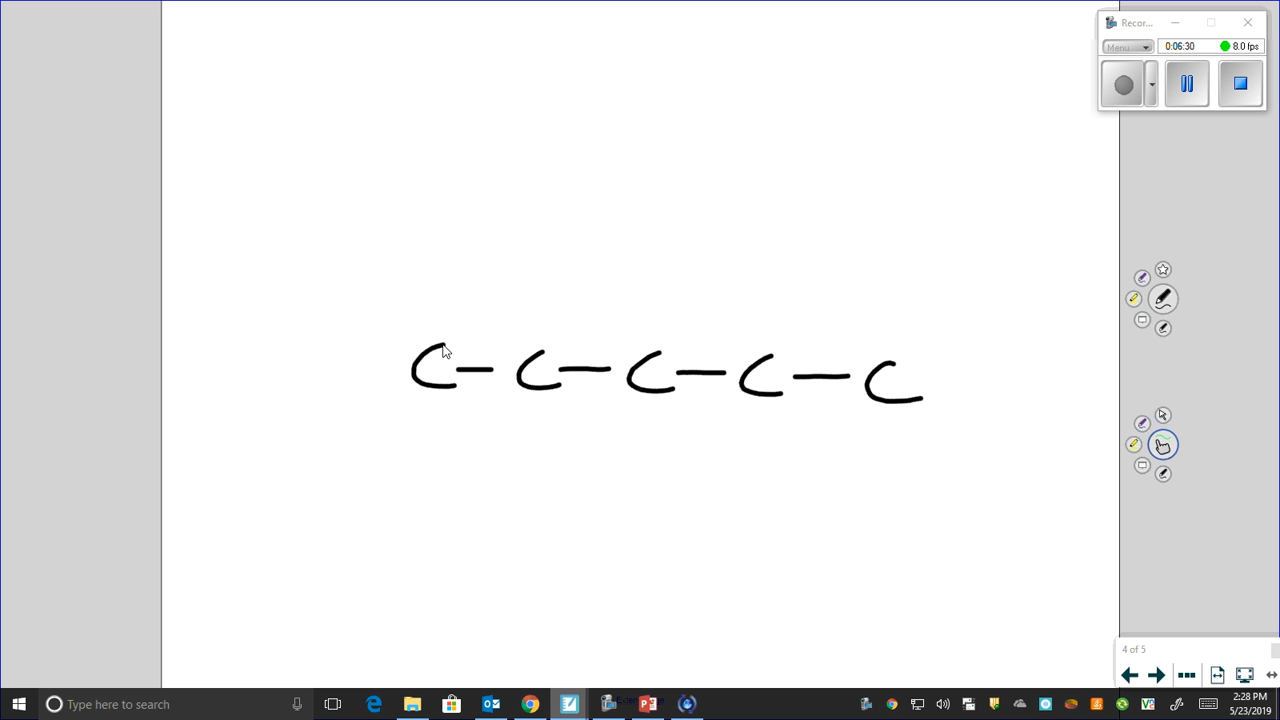 Recor...
Menu 0:06:30 8.0 fps
C – C – C – C – C
4 of 5
Type here to search
2:28 PM
5/23/2019